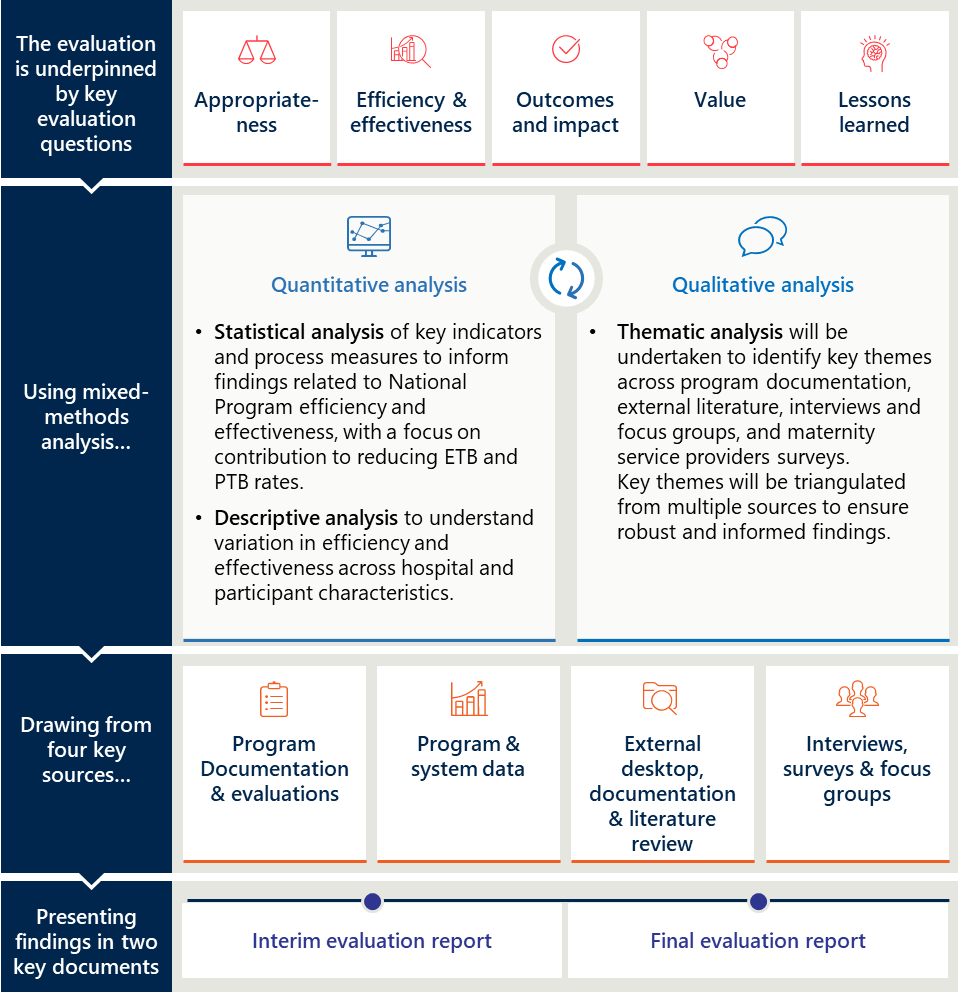 The evaluation
is underpinned
by key
evaluation
questions
Appropriate-
ness
Efficiency &
effectiveness
Outcomes
and impact
Value
Lessons
learned
Using mixed-
methods
analysis...
Quantitative analysis
• Statistical analysis of key indicators
and process measures to inform
findings related to National
Program efficiency and
effectiveness, with a focus on
contribution to reducing ETB and
PTB rates.
• Descriptive analysis to understand
variation in efficiency and
effectiveness across hospital and
participant characteristics.
Qualitative analysis
• Thematic analysis will be
undertaken to identify key themes
across program documentation,
external literature, interviews and
focus groups, and maternity
service providers surveys.
Key themes will be triangulated
from multiple sources to ensure
robust and informed findings.
Drawing from
four key
sources...
Program
Documentation
& evaluations
Program &
system data
External
desktop,
documentation
& literature
review
Interviews,
surveys & focus
groups
Presenting
findings in two
key documents
Interim evaluation report
Final evaluation report